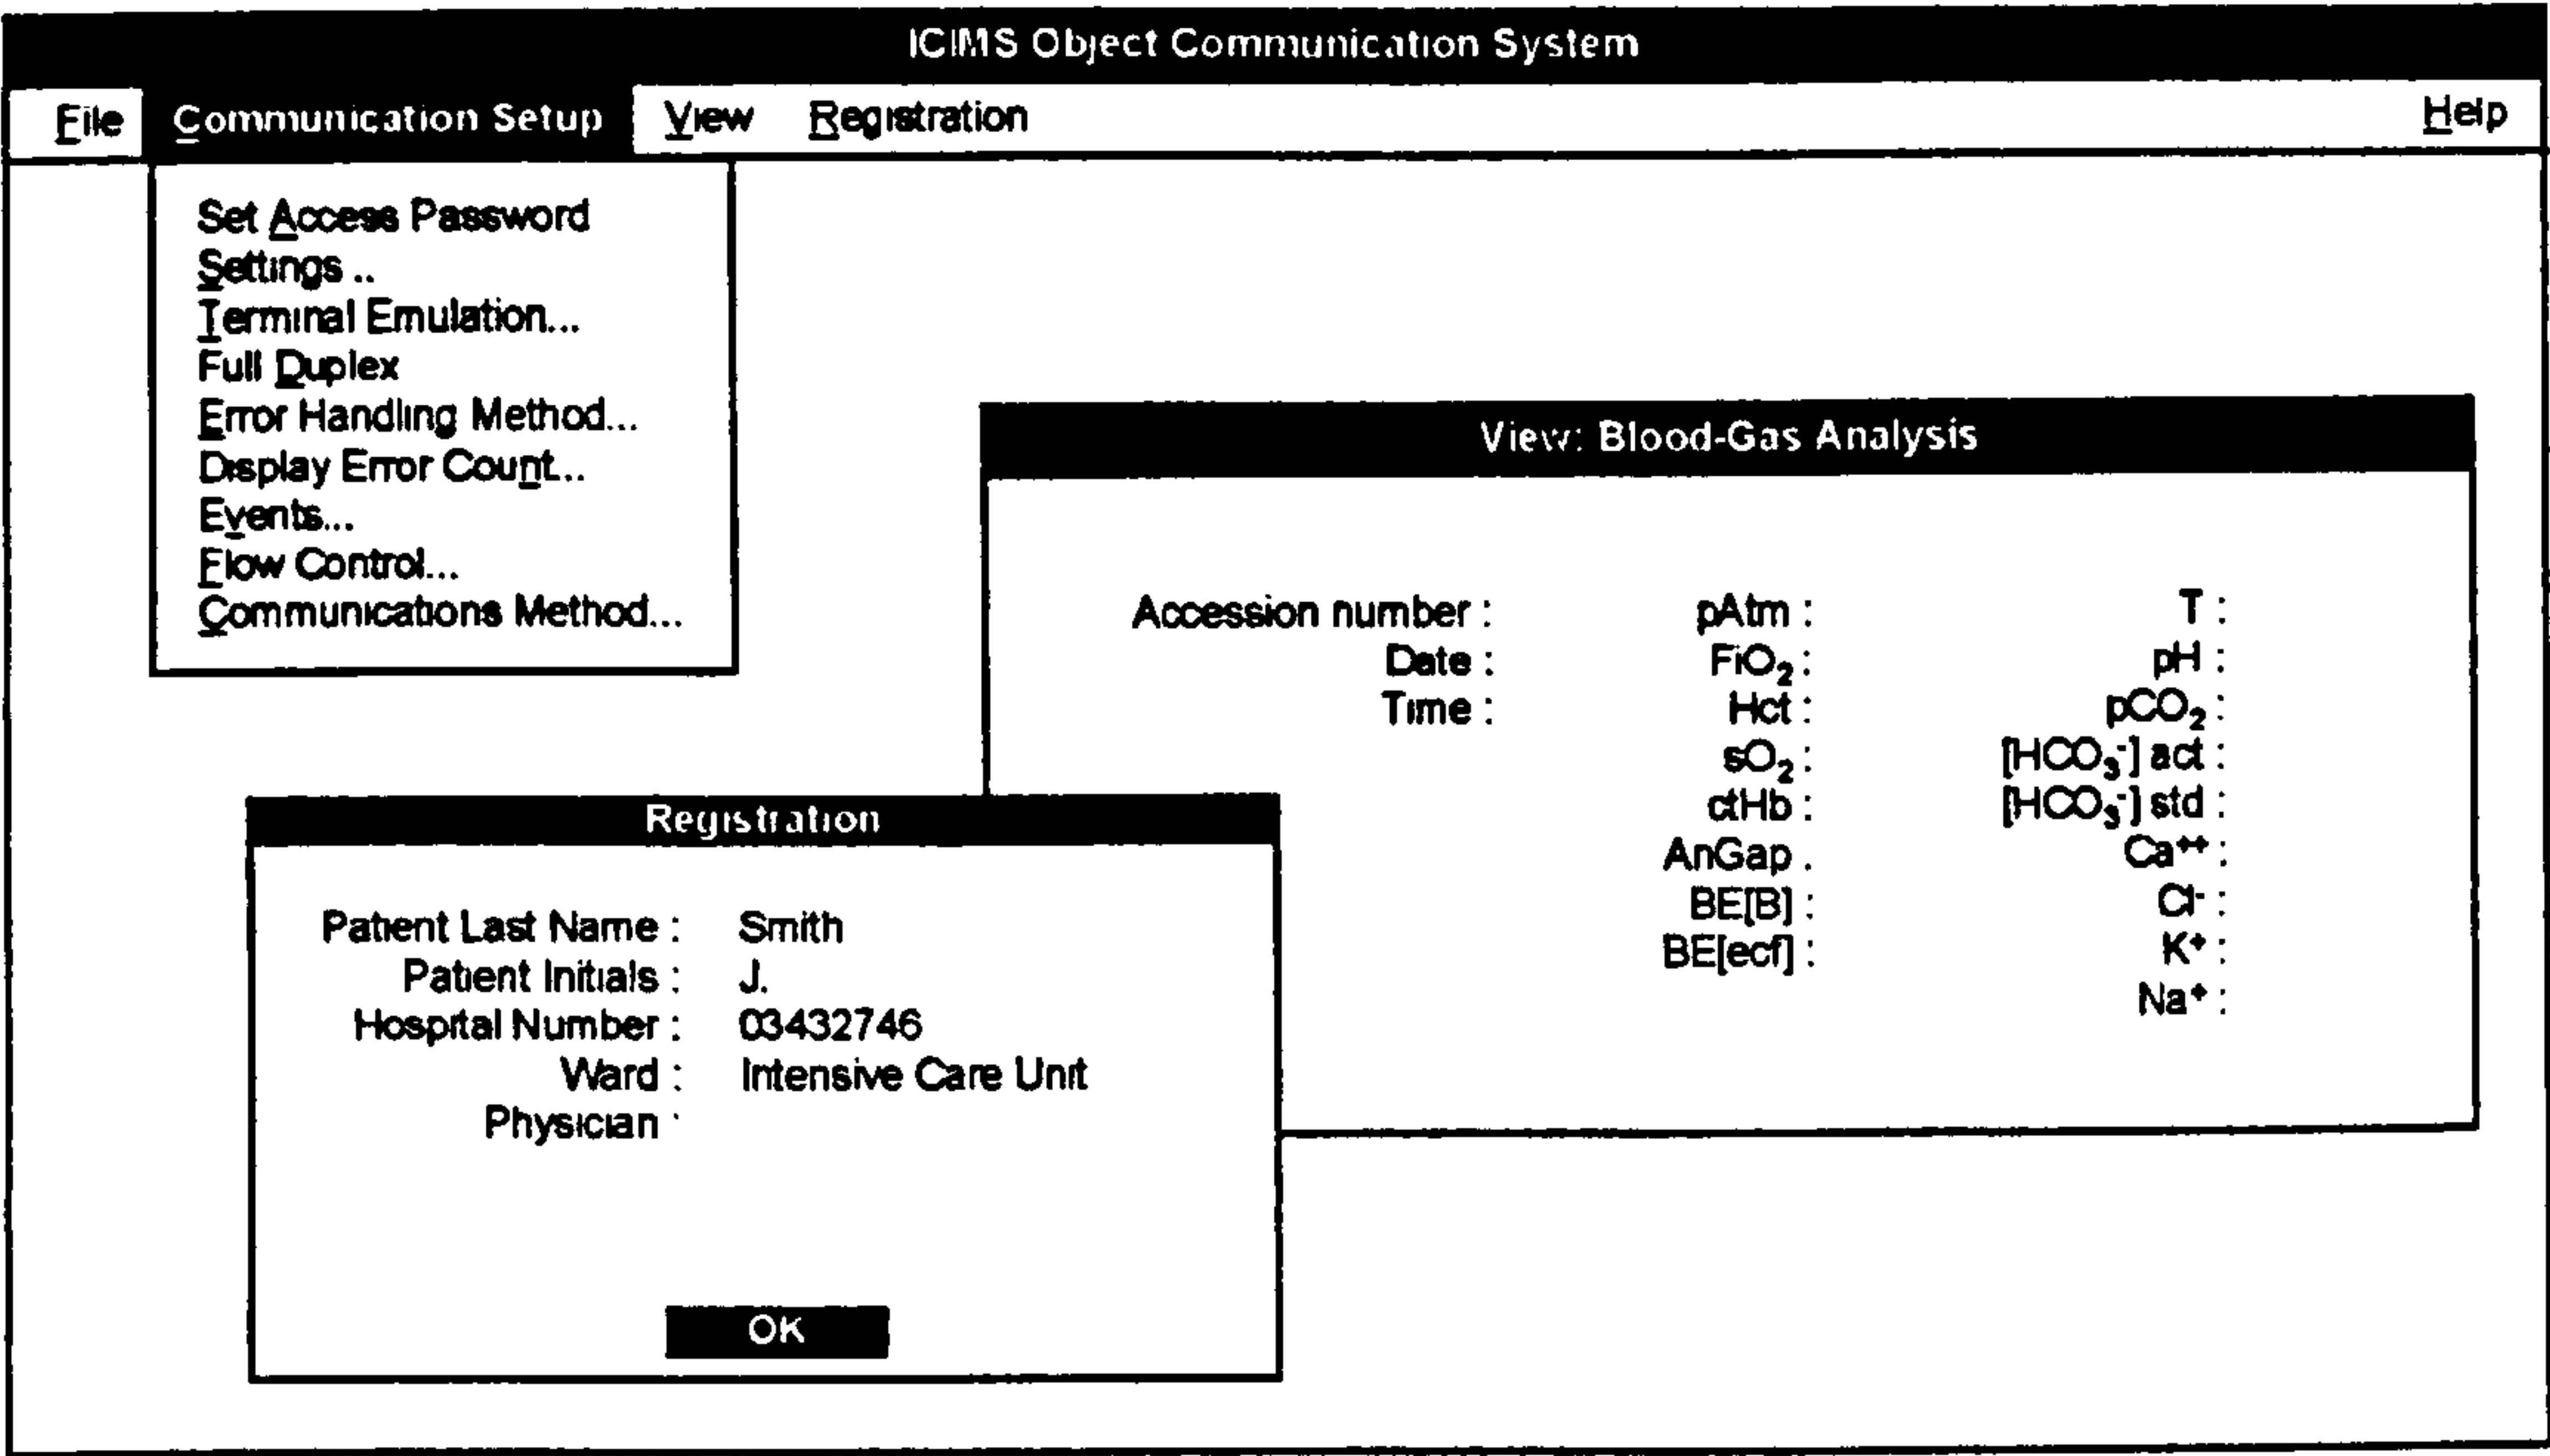 ICIMS Object Communication System
File Communication Setup View Registration Help
Set Access Password
Settings ..
Terminal Emulation...
Full Duplex
Error Handling Method...
Display Error Count...
Events...
Flow Control...
Communications Method...
View: Blood-Gas Analysis
Accession number : pAtm : T :
Date : FiO₂ : pH :
Time : Hct : pCO₂ :
sO₂ : [HCO₃⁻] act :
ctHb : [HCO₃⁻] std :
AnGap . Ca⁺⁺ :
BE[B] : Cl⁻ :
BE[ecf] : K⁺ :
Na⁺ :
Registration
Patient Last Name : Smith
Patient Initials : J.
Hospital Number : 03432746
Ward : Intensive Care Unit
Physician :
OK